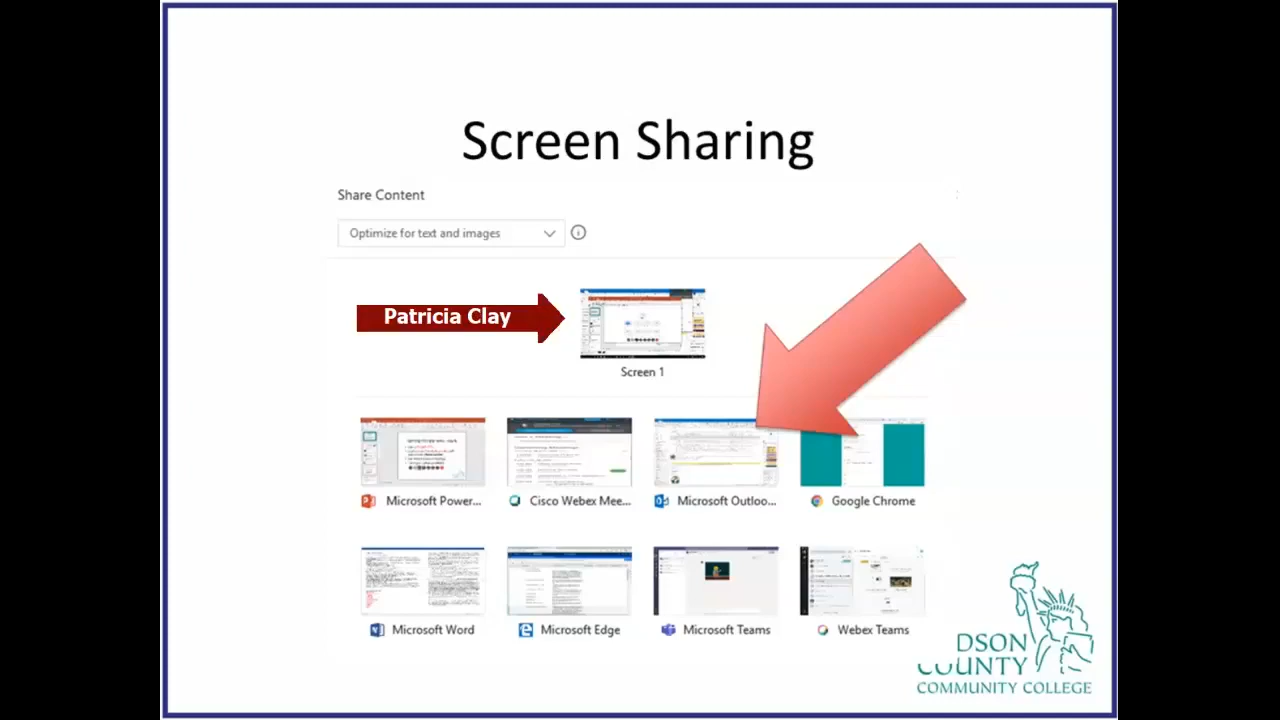 Screen Sharing
Share Content
Optimize for text and images
Patricia Clay
Screen 1
Microsoft Power...
Cisco Webex Mee...
Microsoft Outloo...
Google Chrome
Microsoft Word
Microsoft Edge
Microsoft Teams
Webex Teams
DSON
COUNTY
COMMUNITY COLLEGE